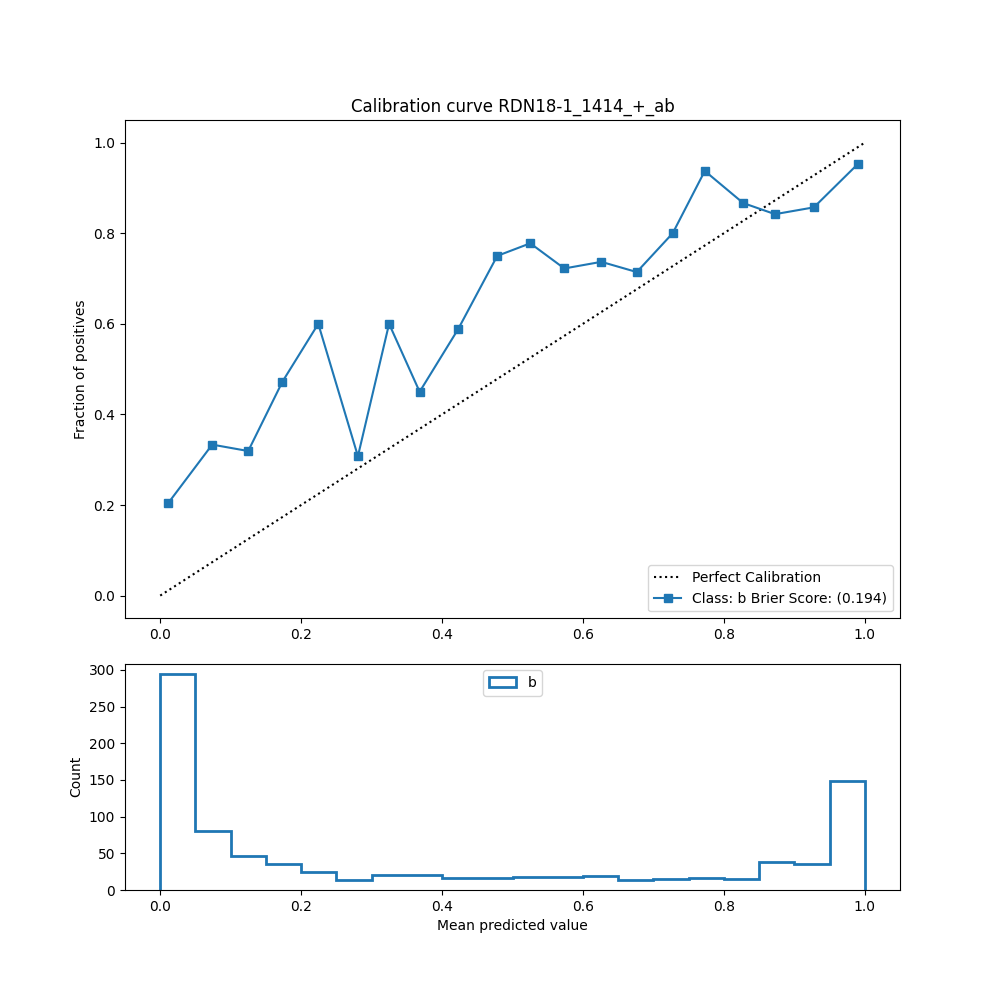 Calibration curve RDN18-1_1414_+_ab
1.0
0.8
0.6
0.4
0.2
0.0
Fraction of positives
Perfect Calibration
Class: b Brier Score: (0.194)
0.0 0.2 0.4 0.6 0.8 1.0
300
250
200
150
100
50
0
Count
b
0.0 0.2 0.4 0.6 0.8 1.0
Mean predicted value